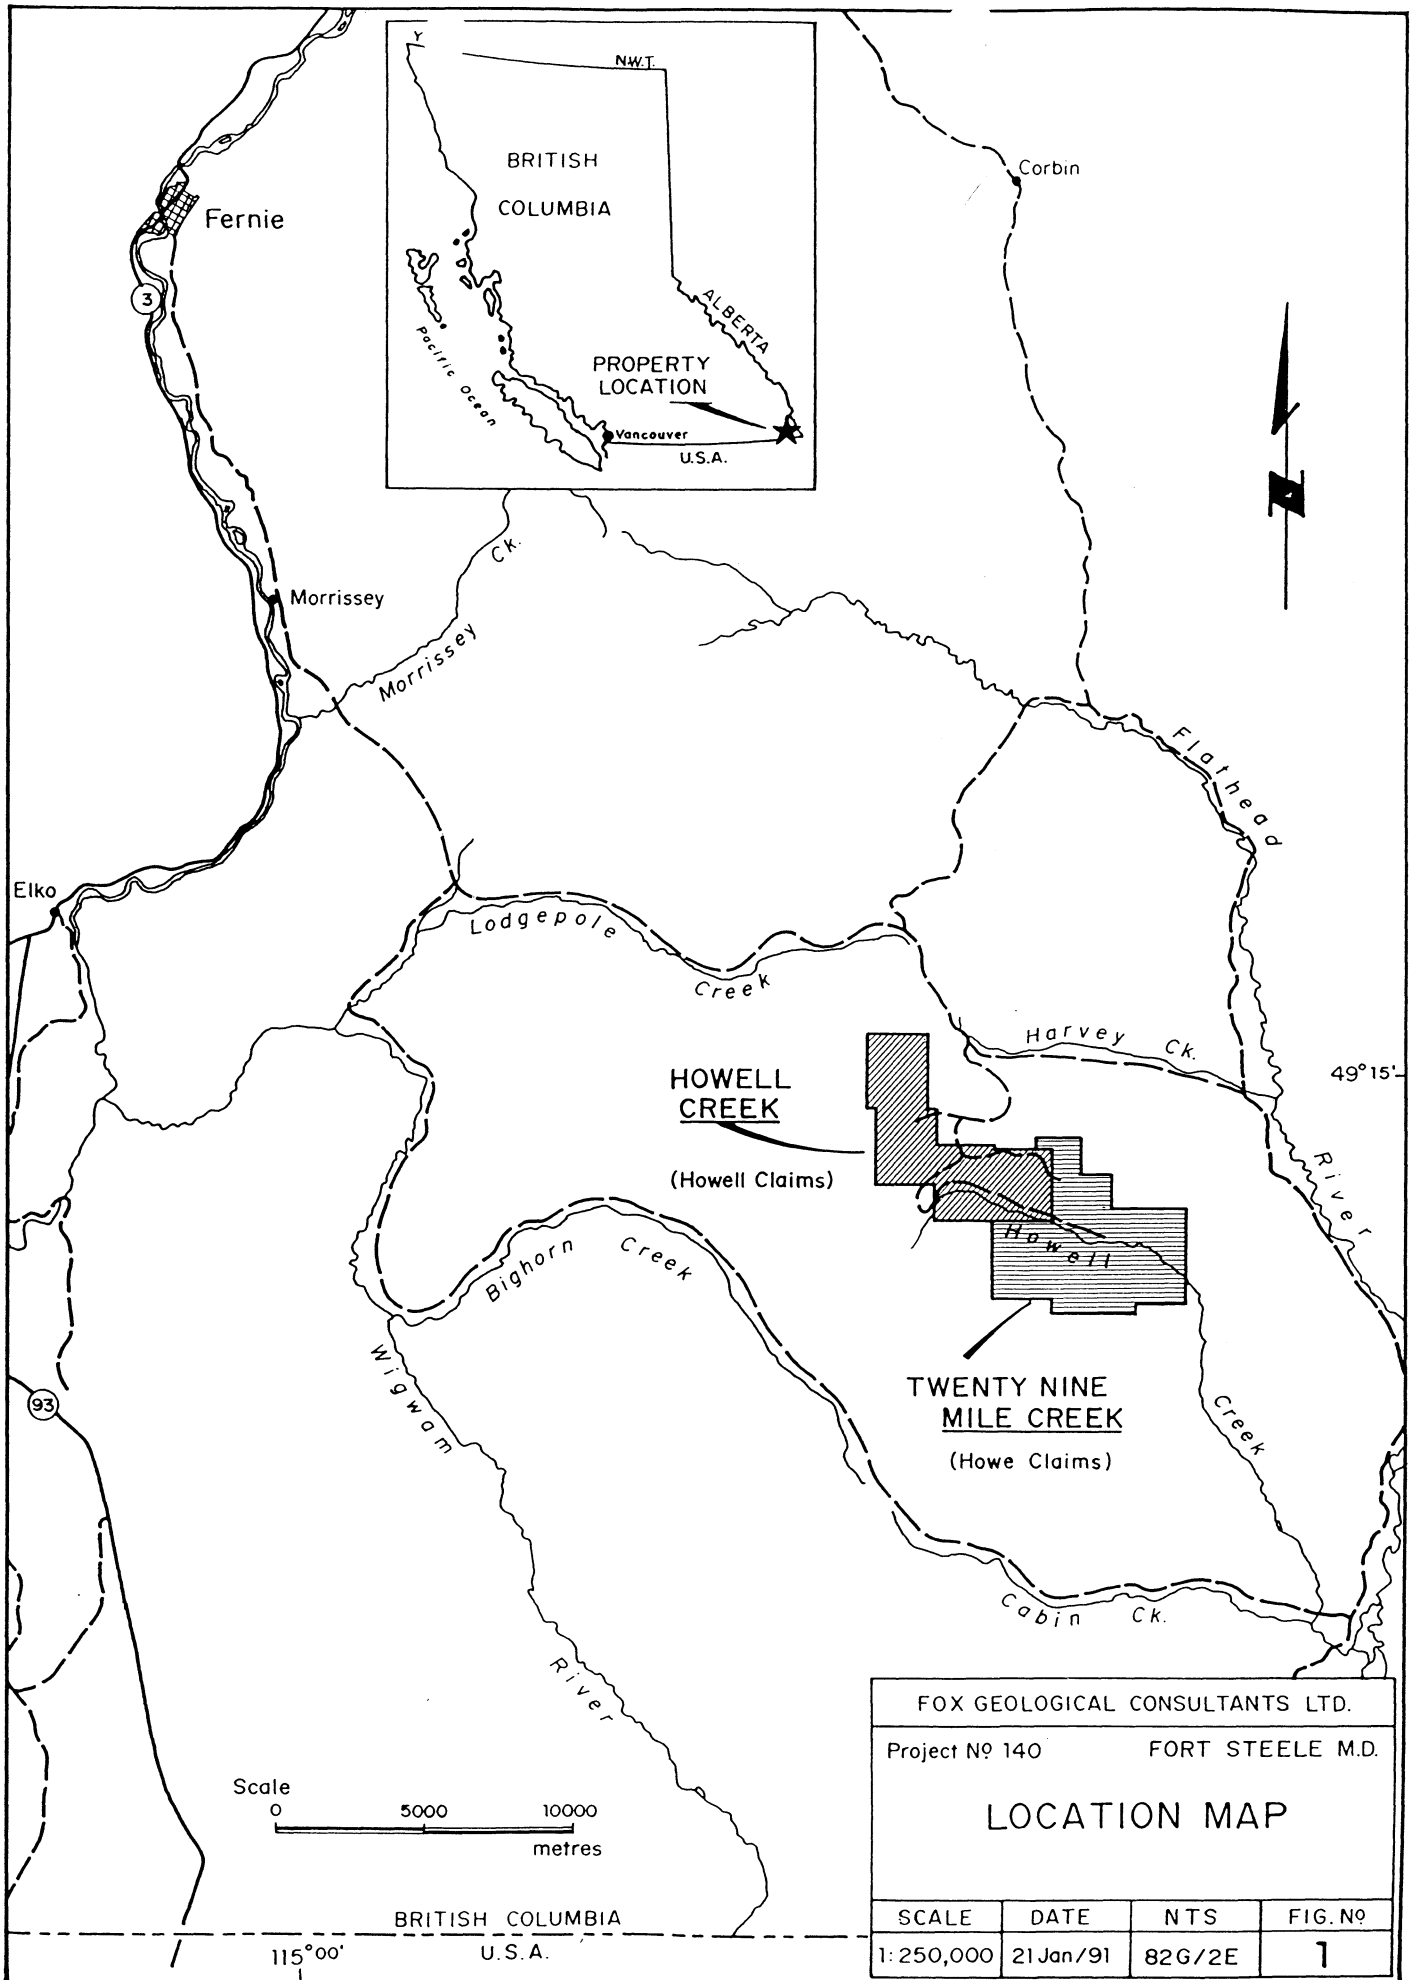 Y
N.W.T.
BRITISH
COLUMBIA
ALBERTA
Pacific Ocean
PROPERTY
LOCATION
Vancouver
U.S.A.
Corbin
Fernie
3
Morrissey
Morrissey Ck.
Flathead
River
Elko
Lodgepole
Creek
Harvey Ck.
49°15'
HOWELL
CREEK
(Howell Claims)
Howell
Creek
Bighorn Creek
TWENTY NINE
MILE CREEK
(Howe Claims)
Wigwam
River
93
Cabin Ck.
Scale
0 5000 10000
metres
BRITISH COLUMBIA
U.S.A.
115°00'
FOX GEOLOGICAL CONSULTANTS LTD.
Project Nº 140 FORT STEELE M.D.
LOCATION MAP
SCALE DATE NTS FIG. Nº
1:250,000 21 Jan/91 82G/2E 1